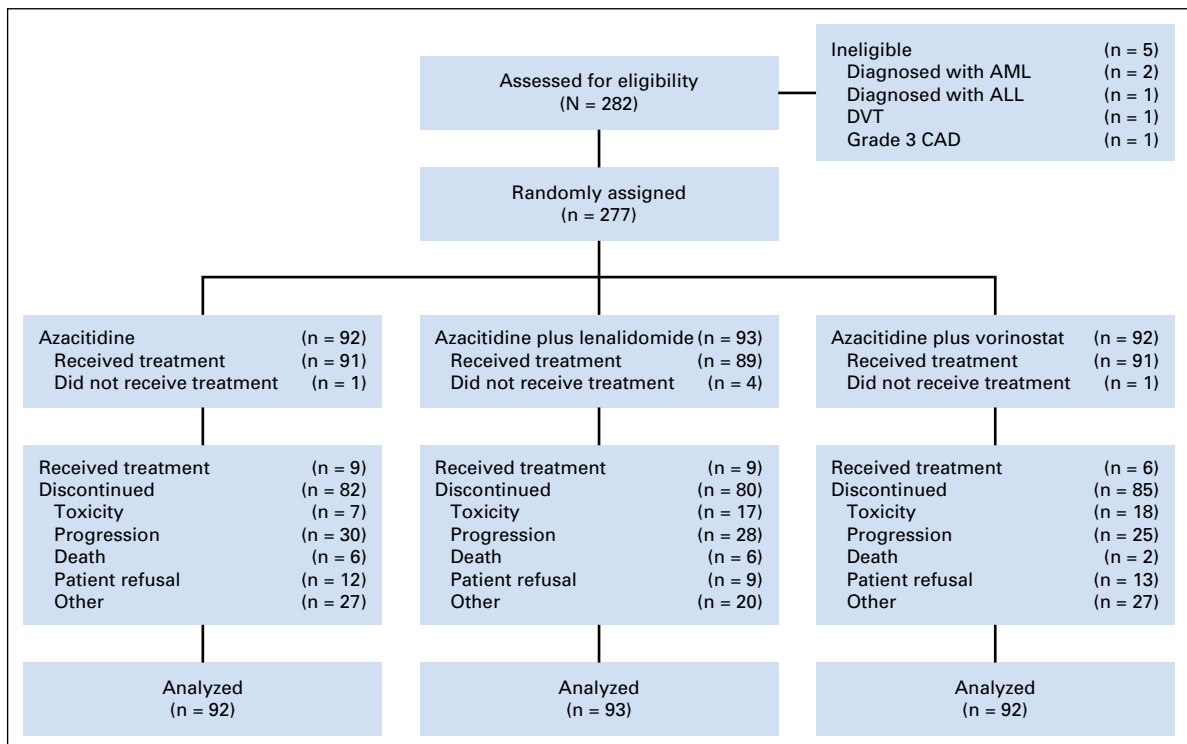 Assessed for eligibility
(N = 282)
Ineligible (n = 5)
Diagnosed with AML (n = 2)
Diagnosed with ALL (n = 1)
DVT (n = 1)
Grade 3 CAD (n = 1)
Randomly assigned
(n = 277)
Azacitidine (n = 92)
Received treatment (n = 91)
Did not receive treatment (n = 1)
Azacitidine plus lenalidomide (n = 93)
Received treatment (n = 89)
Did not receive treatment (n = 4)
Azacitidine plus vorinostat (n = 92)
Received treatment (n = 91)
Did not receive treatment (n = 1)
Received treatment (n = 9)
Discontinued (n = 82)
Toxicity (n = 7)
Progression (n = 30)
Death (n = 6)
Patient refusal (n = 12)
Other (n = 27)
Received treatment (n = 9)
Discontinued (n = 80)
Toxicity (n = 17)
Progression (n = 28)
Death (n = 6)
Patient refusal (n = 9)
Other (n = 20)
Received treatment (n = 6)
Discontinued (n = 85)
Toxicity (n = 18)
Progression (n = 25)
Death (n = 2)
Patient refusal (n = 13)
Other (n = 27)
Analyzed
(n = 92)
Analyzed
(n = 93)
Analyzed
(n = 92)